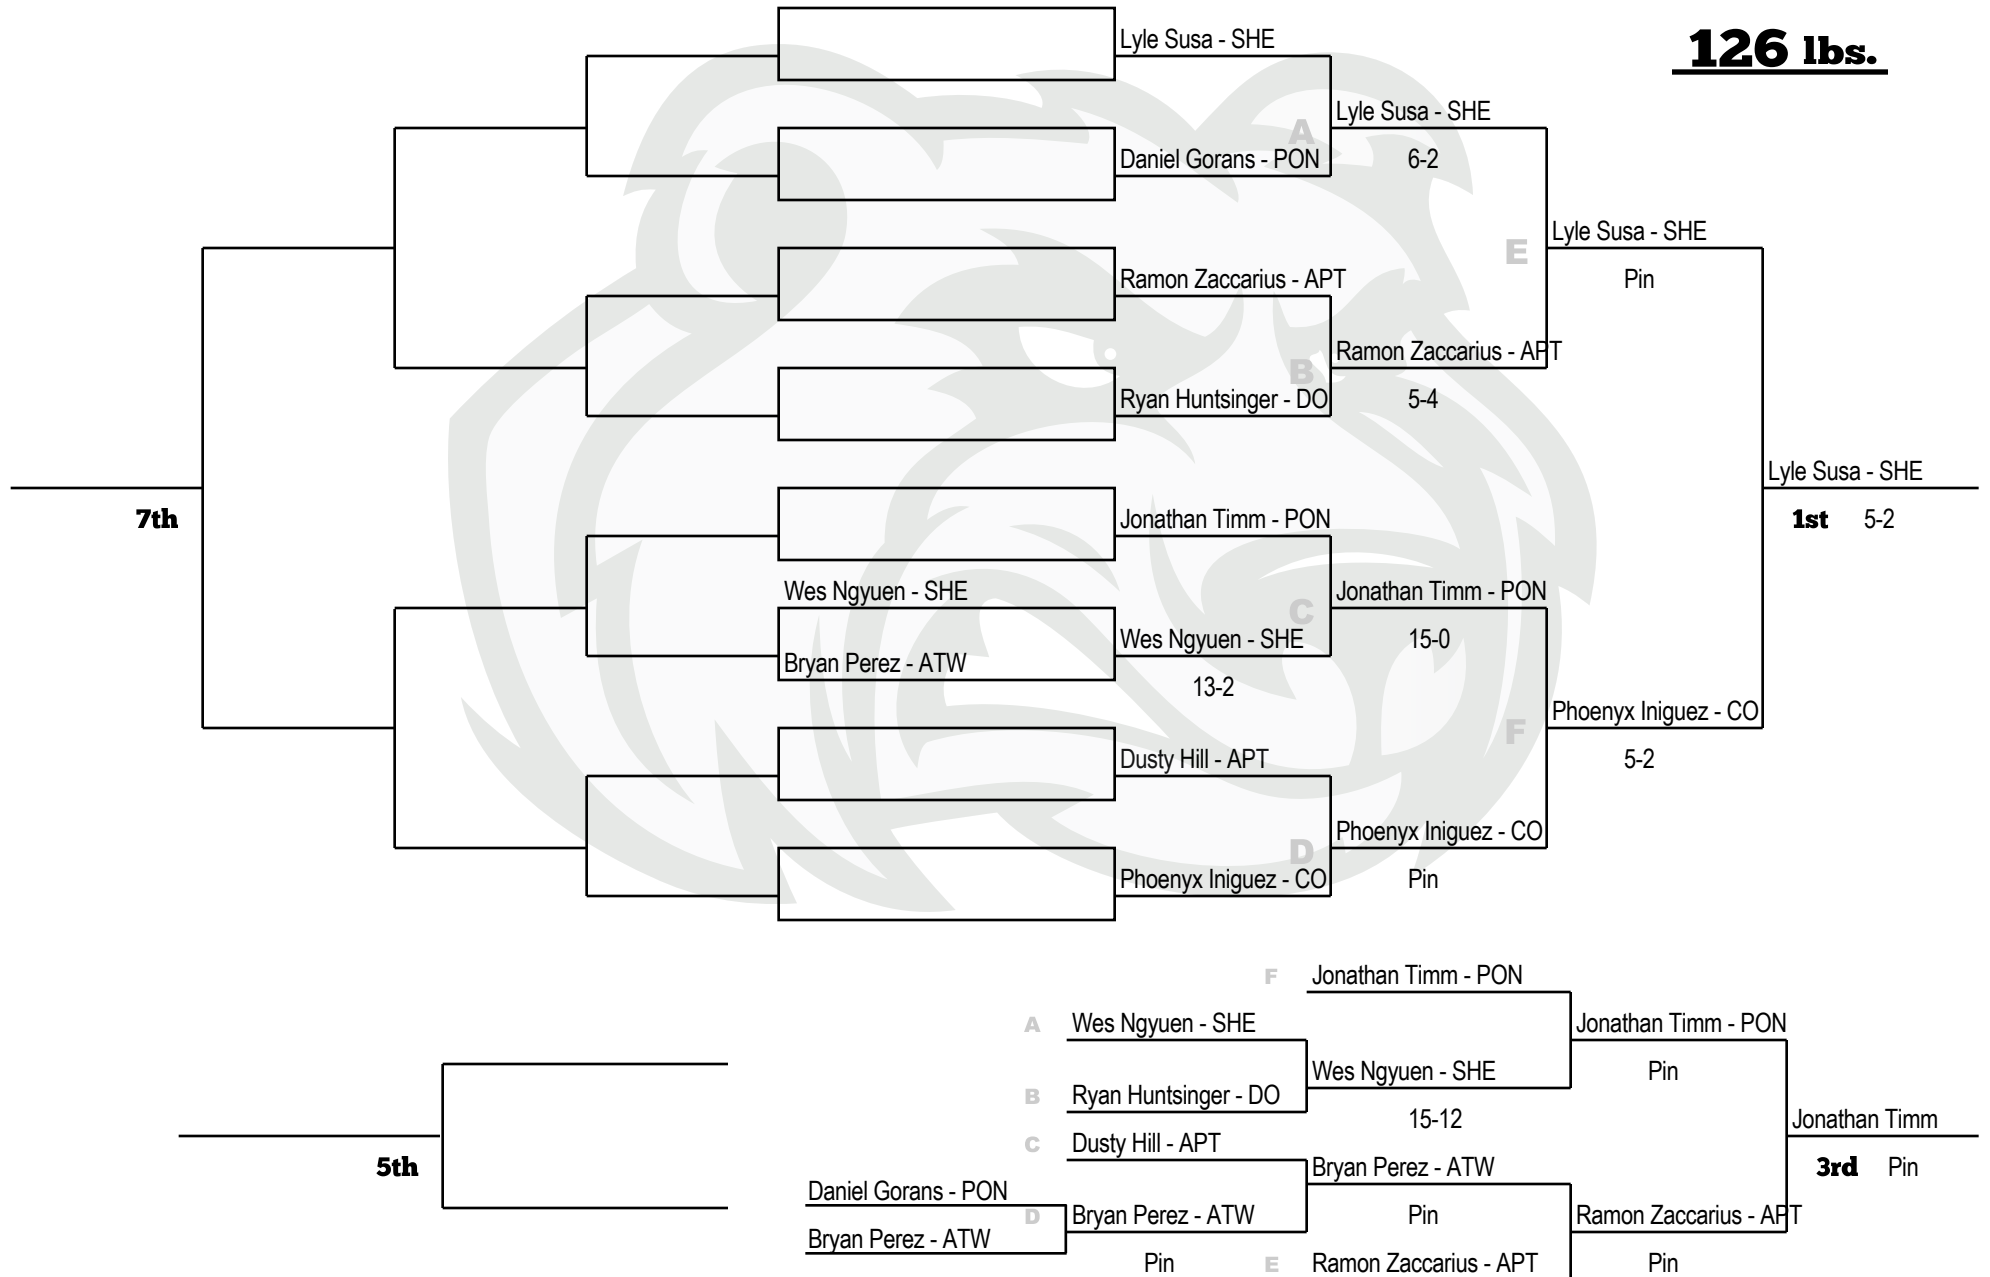 126 lbs.
Lyle Susa - SHE
A
Lyle Susa - SHE
Daniel Gorans - PON
6-2
E
Lyle Susa - SHE
Ramon Zaccarius - APT
Pin
B
Ramon Zaccarius - APT
Ryan Huntsinger - DO
5-4
Lyle Susa - SHE
7th
Jonathan Timm - PON
1st 5-2
Wes Ngyuen - SHE
C
Jonathan Timm - PON
Wes Ngyuen - SHE
15-0
Bryan Perez - ATW
13-2
F
Phoenyx Iniguez - CO
Dusty Hill - APT
5-2
D
Phoenyx Iniguez - CO
Phoenyx Iniguez - CO
Pin
F Jonathan Timm - PON
A Wes Ngyuen - SHE
Jonathan Timm - PON
Wes Ngyuen - SHE
Pin
B Ryan Huntsinger - DO
15-12
Jonathan Timm
C Dusty Hill - APT
5th
Bryan Perez - ATW
3rd Pin
Daniel Gorans - PON
D Bryan Perez - ATW
Pin
Ramon Zaccarius - APT
Bryan Perez - ATW
Pin
E Ramon Zaccarius - APT
Pin